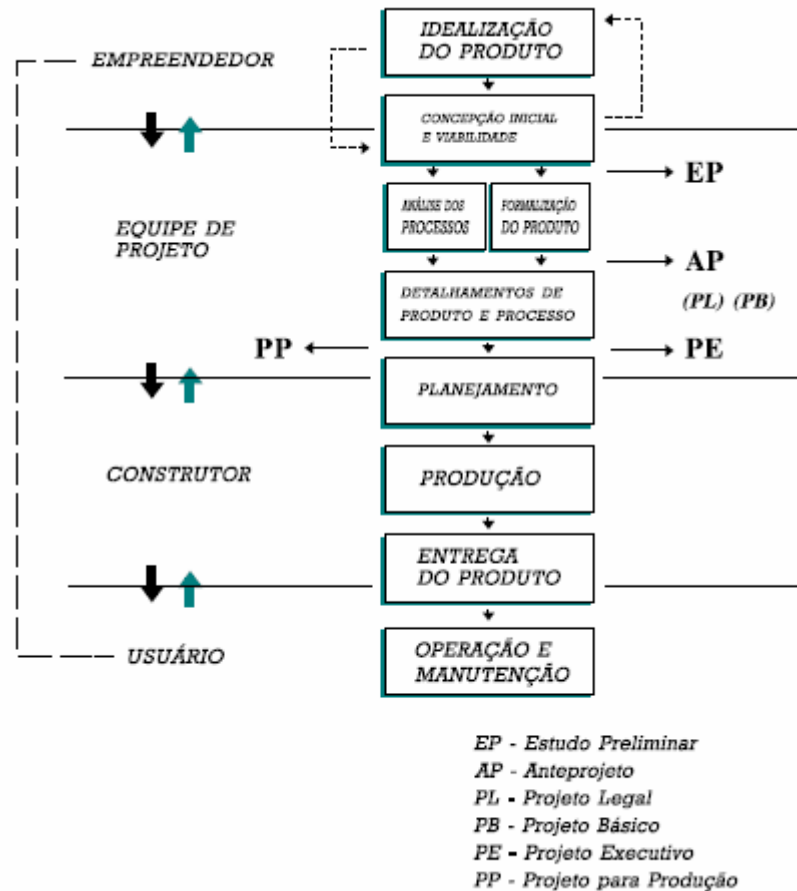 IDEALIZAÇÃO
DO PRODUTO
EMPREENDEDOR
CONCEPÇÃO INICIAL
E VIABILIDADE
EP
ANÁLISE DOS
PROCESSOS
FORMALIZAÇÃO
DO PRODUTO
EQUIPE DE
PROJETO
AP
(PL) (PB)
DETALHAMENTOS DE
PRODUTO E PROCESSO
PP
PE
PLANEJAMENTO
CONSTRUTOR
PRODUÇÃO
ENTREGA
DO PRODUTO
USUÁRIO
OPERAÇÃO E
MANUTENÇÃO
EP - Estudo Preliminar
AP - Anteprojeto
PL - Projeto Legal
PB - Projeto Básico
PE - Projeto Executivo
PP - Projeto para Produção